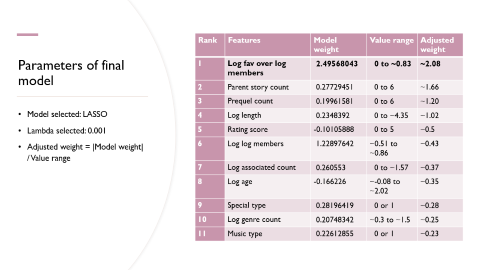 Parameters of final
model
• Model selected: LASSO
• Lambda selected: 0.001
• Adjusted weight = |Model weight|
/ Value range
Rank Features Model weight Value range Adjusted weight
1 Log fav over log members 2.49568043 0 to ~0.83 ~2.08
2 Parent story count 0.27729451 0 to 6 ~1.66
3 Prequel count 0.19961581 0 to 6 ~1.20
4 Log length 0.2348392 0 to ~4.35 ~1.02
5 Rating score -0.10105888 0 to 5 ~0.5
6 Log log members 1.22897642 ~0.51 to ~0.86 ~0.43
7 Log associated count 0.260553 0 to ~1.57 ~0.37
8 Log age -0.166226 ~-0.08 to ~2.02 ~0.35
9 Special type 0.28196419 0 or 1 ~0.28
10 Log genre count 0.20748342 ~0.3 to ~1.5 ~0.25
11 Music type 0.22612855 0 or 1 ~0.23